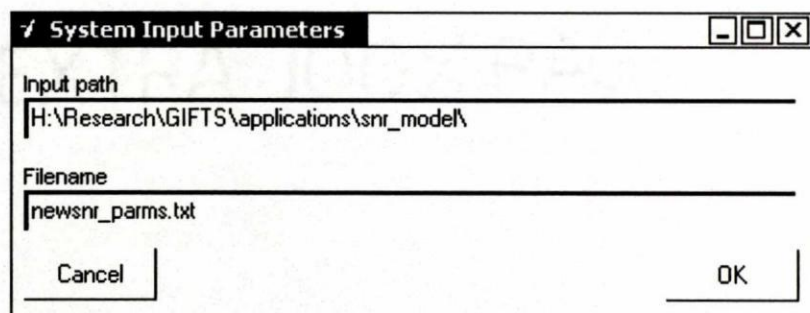 System Input Parameters
Input path
H:\Research\GIFTS\applications\snr_model\
Filename
newsnr_parms.txt
Cancel
OK